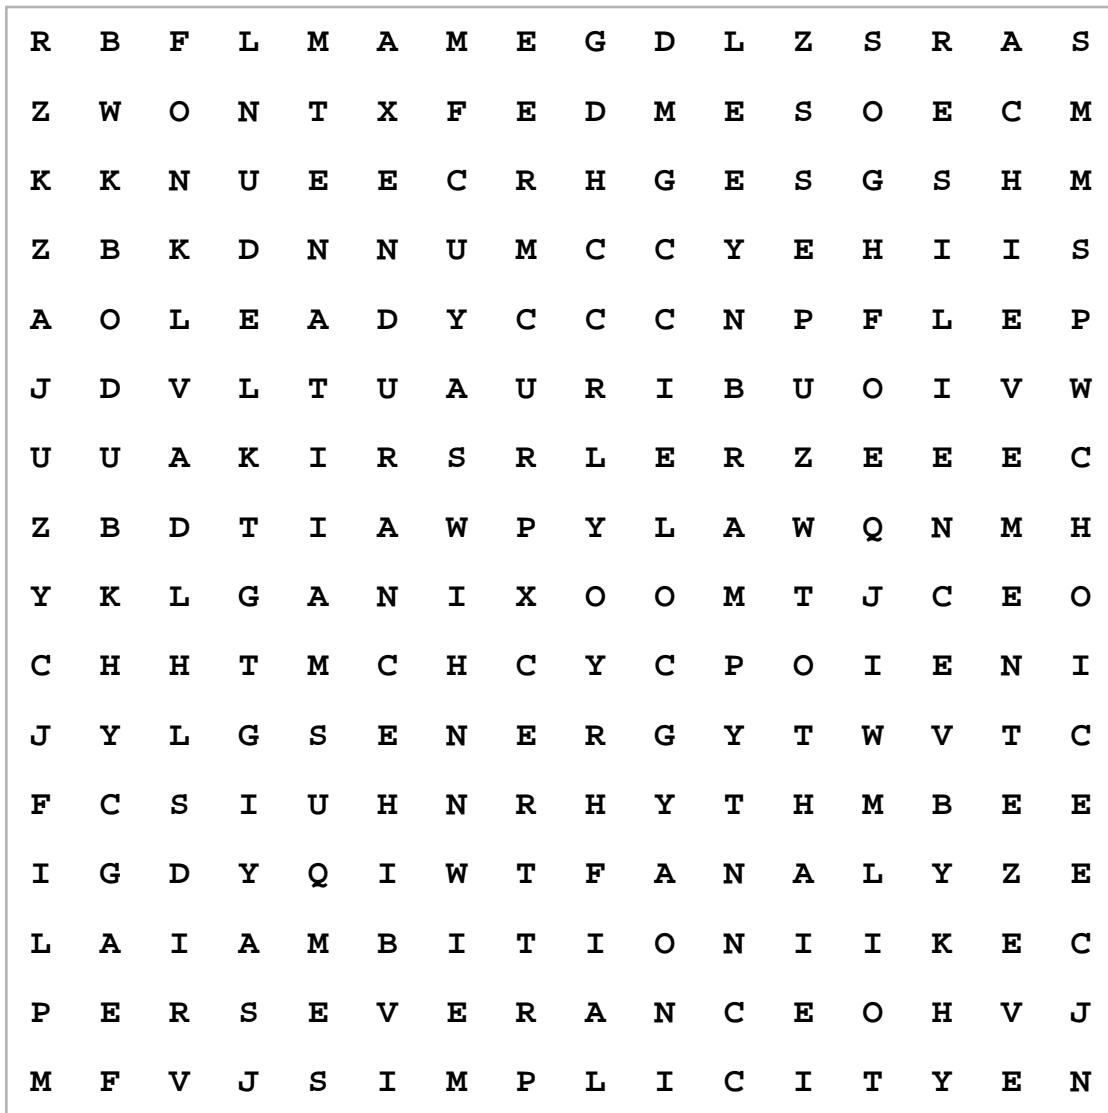 R B F L M A M E G D L Z S R A S
Z W O N T X F E D M E S O E C M
K K N U E E C R H G E S G S H M
Z B K D N N U M C C Y E H I I S
A O L E A D Y C C C N P F L E P
J D V L T U A U R I B U O I V W
U U A K I R S R L E R Z E E E C
Z B D T I A W P Y L A W Q N M H
Y K L G A N I X O O M T J C E O
C H H T M C H C Y C P O I E N I
J Y L G S E N E R G Y T W V T C
F C S I U H N R H Y T H M B E E
I G D Y Q I W T F A N A L Y Z E
L A I A M B I T I O N I I K E C
P E R S E V E R A N C E O H V J
M F V J S I M P L I C I T Y E N